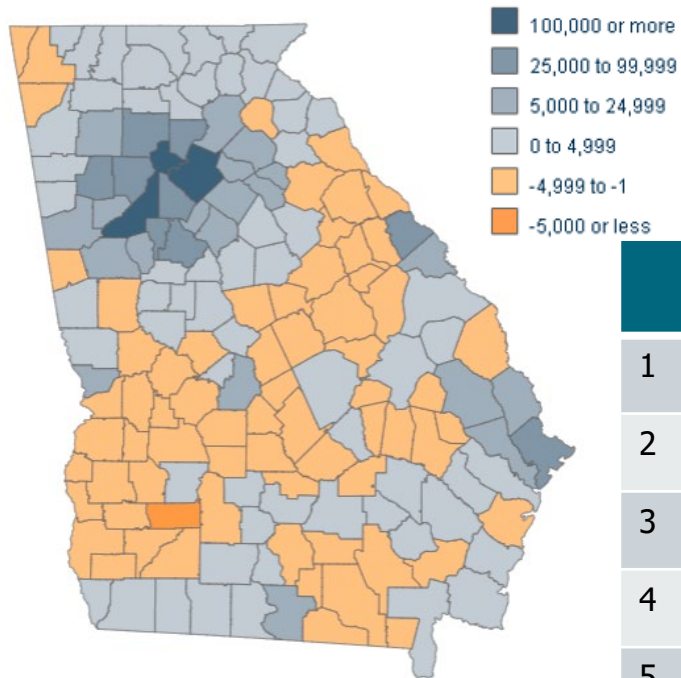 100,000 or more
25,000 to 99,999
5,000 to 24,999
0 to 4,999
-4,999 to -1
-5,000 or less
1
2
3
4
5